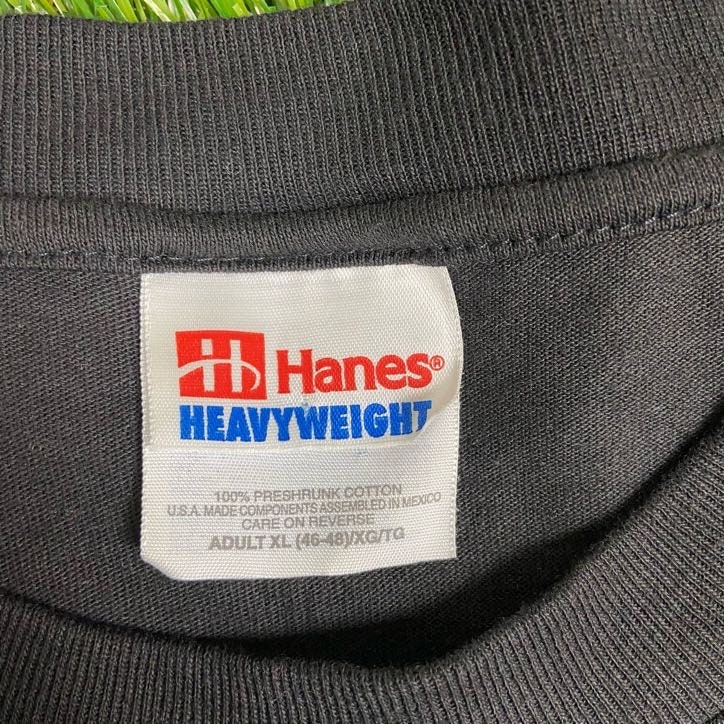 H Hanes®
HEAVYWEIGHT
100% PRESHRUNK COTTON
U.S.A. MADE COMPONENTS ASSEMBLED IN MEXICO
CARE ON REVERSE
ADULT XL (46-48)/XG/TG